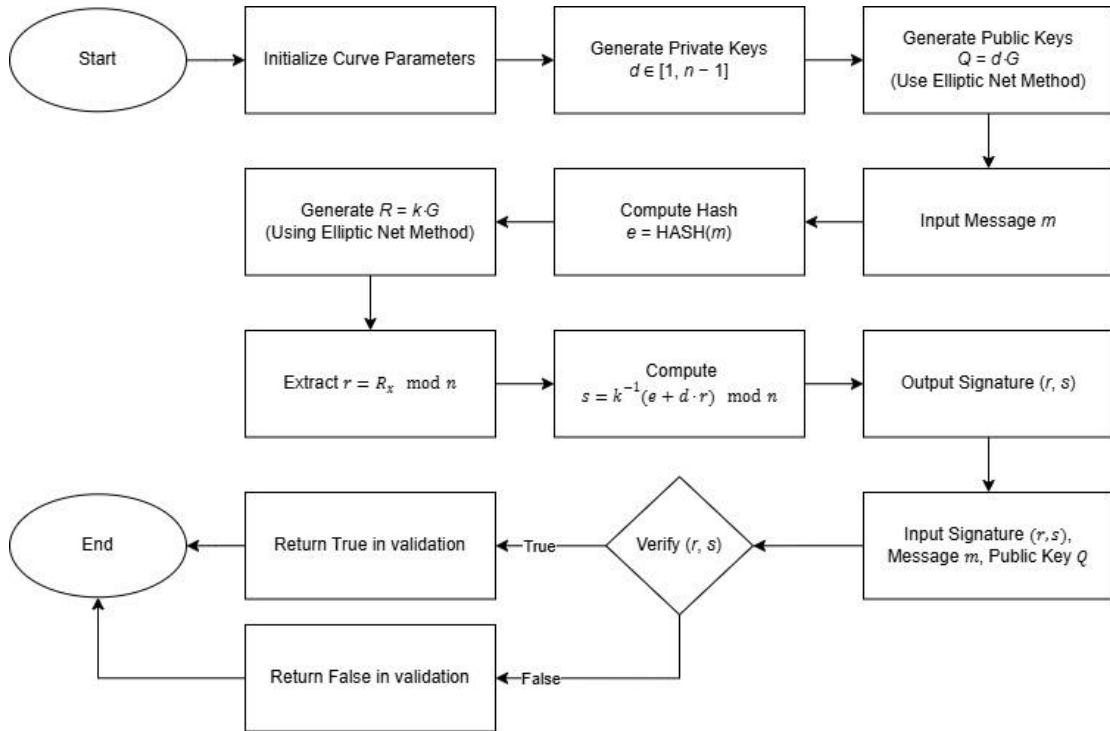 Start
Initialize Curve Parameters
Generate Private Keys
d ∈ [1, n − 1]
Generate Public Keys
Q = d·G
(Use Elliptic Net Method)
Input Message m
Compute Hash
e = HASH(m)
Generate R = k·G
(Using Elliptic Net Method)
Extract r = Rₓ mod n
Compute
s = k⁻¹(e + d · r) mod n
Output Signature (r, s)
Input Signature (r,s),
Message m, Public Key Q
Verify (r, s)
True
Return True in validation
End
False
Return False in validation